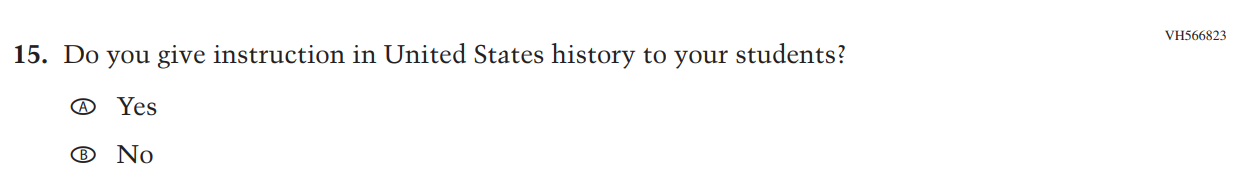 VH566823
15. Do you give instruction in United States history to your students?
A Yes
B No